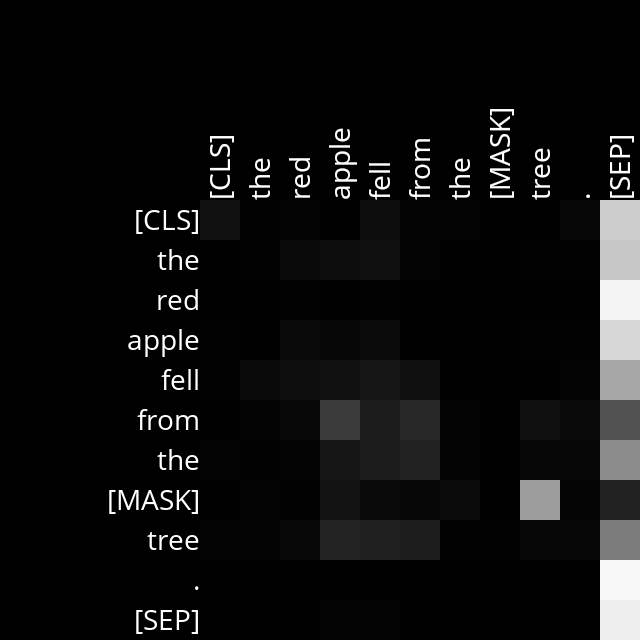 [CLS] the red apple fell from the [MASK] tree . [SEP]
[CLS]
the
red
apple
fell
from
the
[MASK]
tree
.
[SEP]